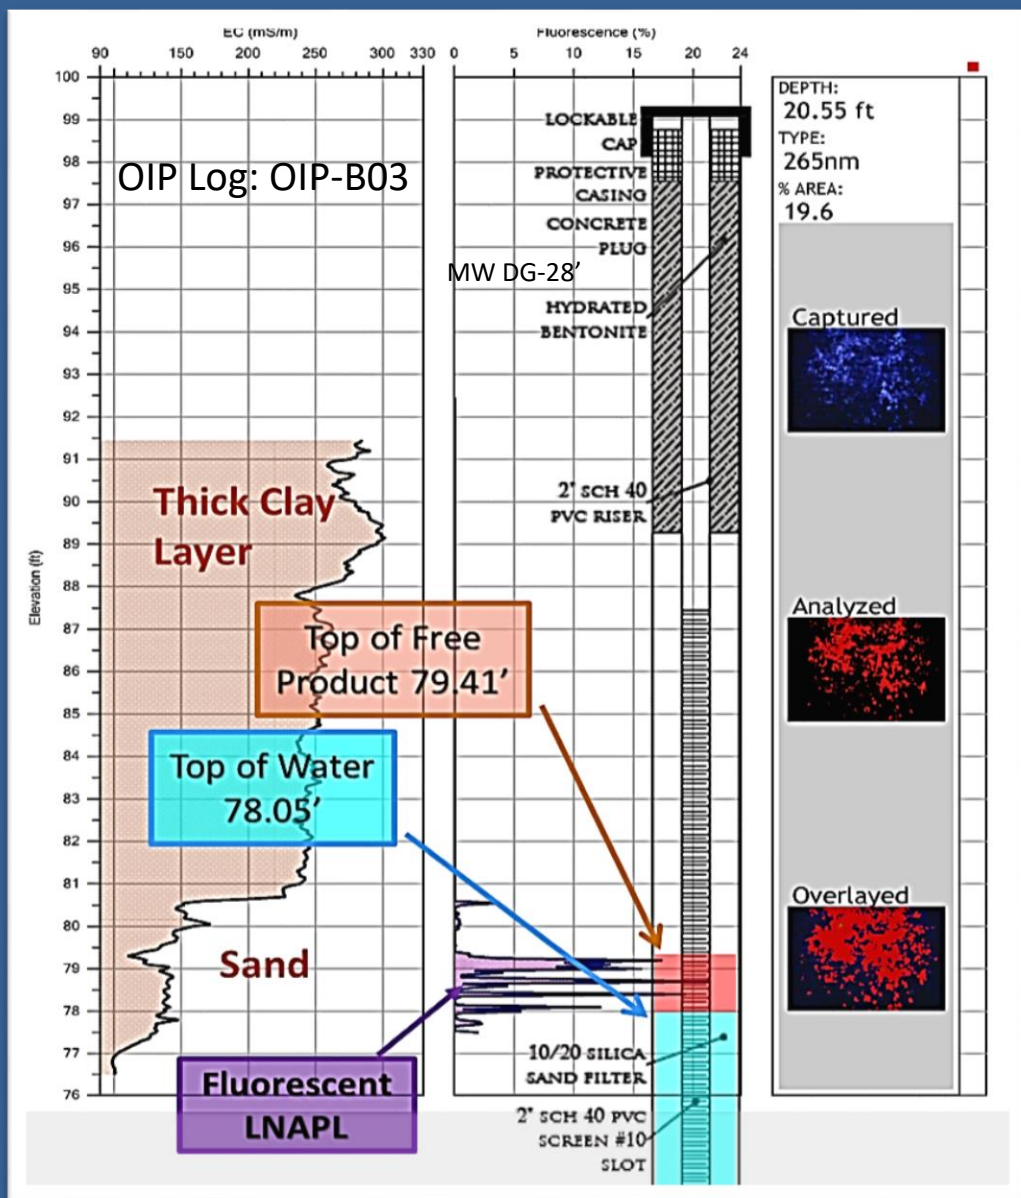 EC (mS/m)
90 150 200 250 300 330
Fluorescence (%)
0 5 10 15 20 24
100
99
98
97
96
95
94
93
92
91
90
89
88
87
86
85
84
83
82
81
80
79
78
77
76
Elevation (ft)
OIP Log: OIP-B03
LOCKABLE
CAP
PROTECTIVE
CASING
CONCRETE
PLUG
MW DG-28’
HYDRATED
BENTONITE
2" SCH 40
PVC RISER
Thick Clay
Layer
Top of Free
Product 79.41’
Top of Water
78.05’
Sand
Fluorescent
LNAPL
10/20 SILICA
SAND FILTER
2" SCH 40 PVC
SCREEN #10
SLOT
DEPTH:
20.55 ft
TYPE:
265nm
% AREA:
19.6
Captured
Analyzed
Overlayed